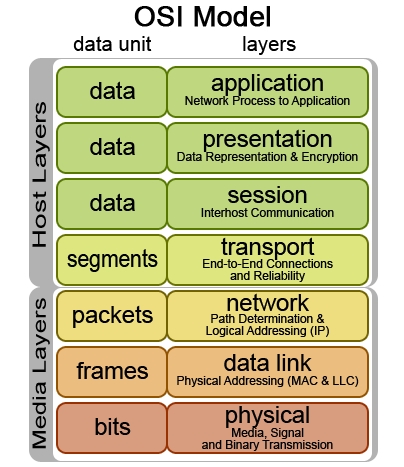 OSI Model
data unit layers
Host Layers
data application
Network Process to Application
data presentation
Data Representation & Encryption
data session
Interhost Communication
segments transport
End-to-End Connections
and Reliability
Media Layers
packets network
Path Determination &
Logical Addressing (IP)
frames data link
Physical Addressing (MAC & LLC)
bits physical
Media, Signal
and Binary Transmission